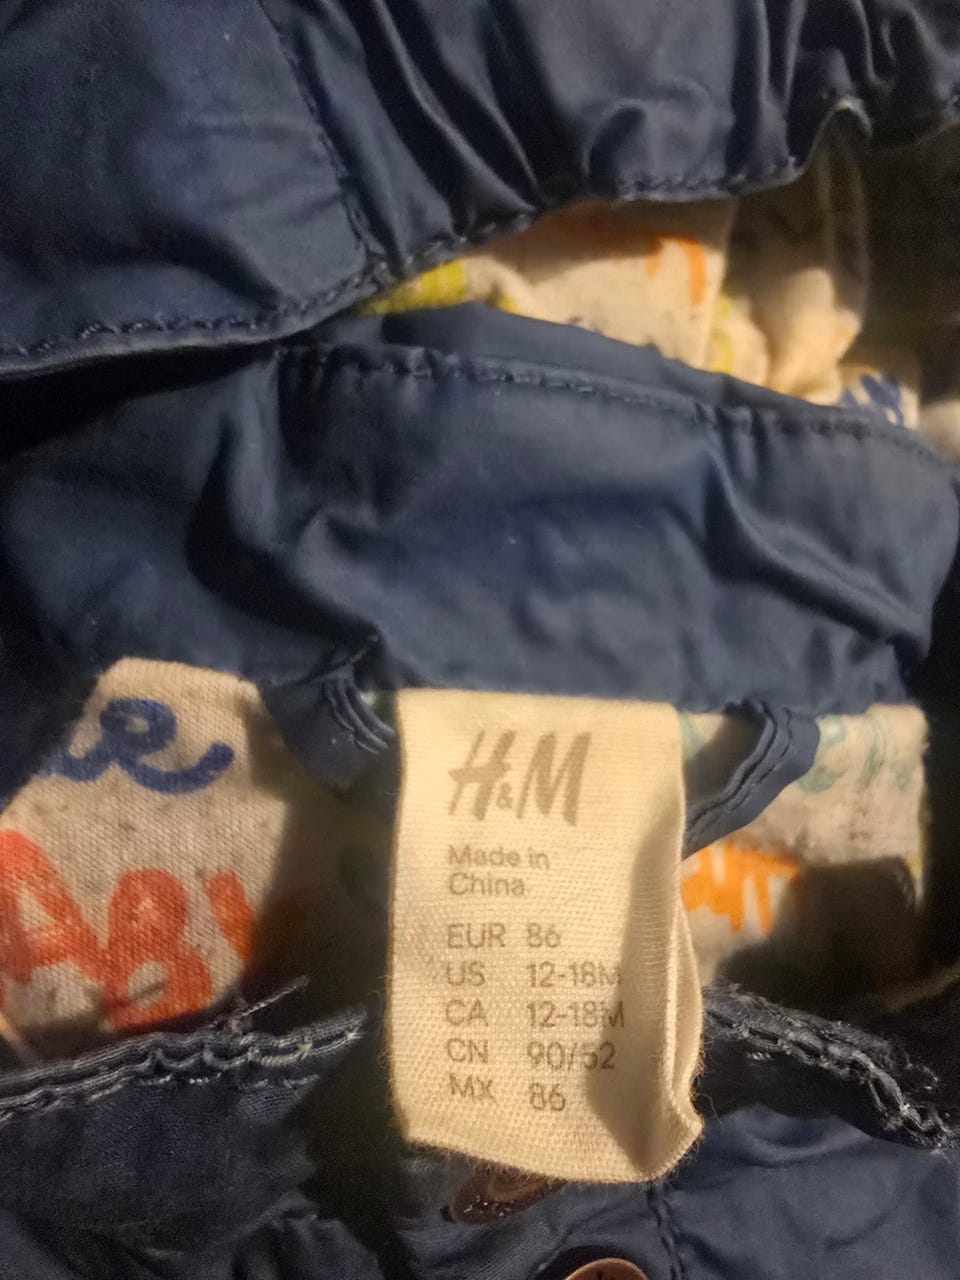 H&M
Made in
China
EUR 86
US 12-18M
CA 12-18M
CN 90/52
MX 86